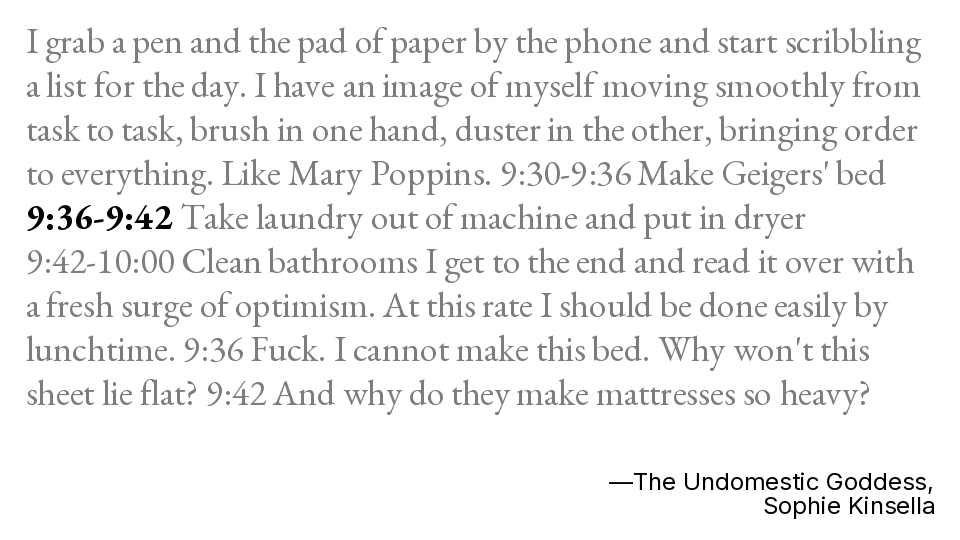 I grab a pen and the pad of paper by the phone and start scribbling
a list for the day. I have an image of myself moving smoothly from
task to task, brush in one hand, duster in the other, bringing order
to everything. Like Mary Poppins. 9:30-9:36 Make Geigers' bed
9:36-9:42 Take laundry out of machine and put in dryer
9:42-10:00 Clean bathrooms I get to the end and read it over with
a fresh surge of optimism. At this rate I should be done easily by
lunchtime. 9:36 Fuck. I cannot make this bed. Why won't this
sheet lie flat? 9:42 And why do they make mattresses so heavy?
—The Undomestic Goddess,
Sophie Kinsella